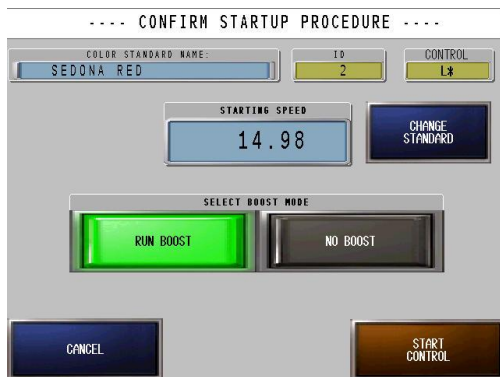 ---- CONFIRM STARTUP PROCEDURE ----
COLOR STANDARD NAME: ID CONTROL
SEDONA RED 2 L*
STARTING SPEED
14.98
CHANGE
STANDARD
SELECT BOOST MODE
RUN BOOST NO BOOST
CANCEL
START
CONTROL